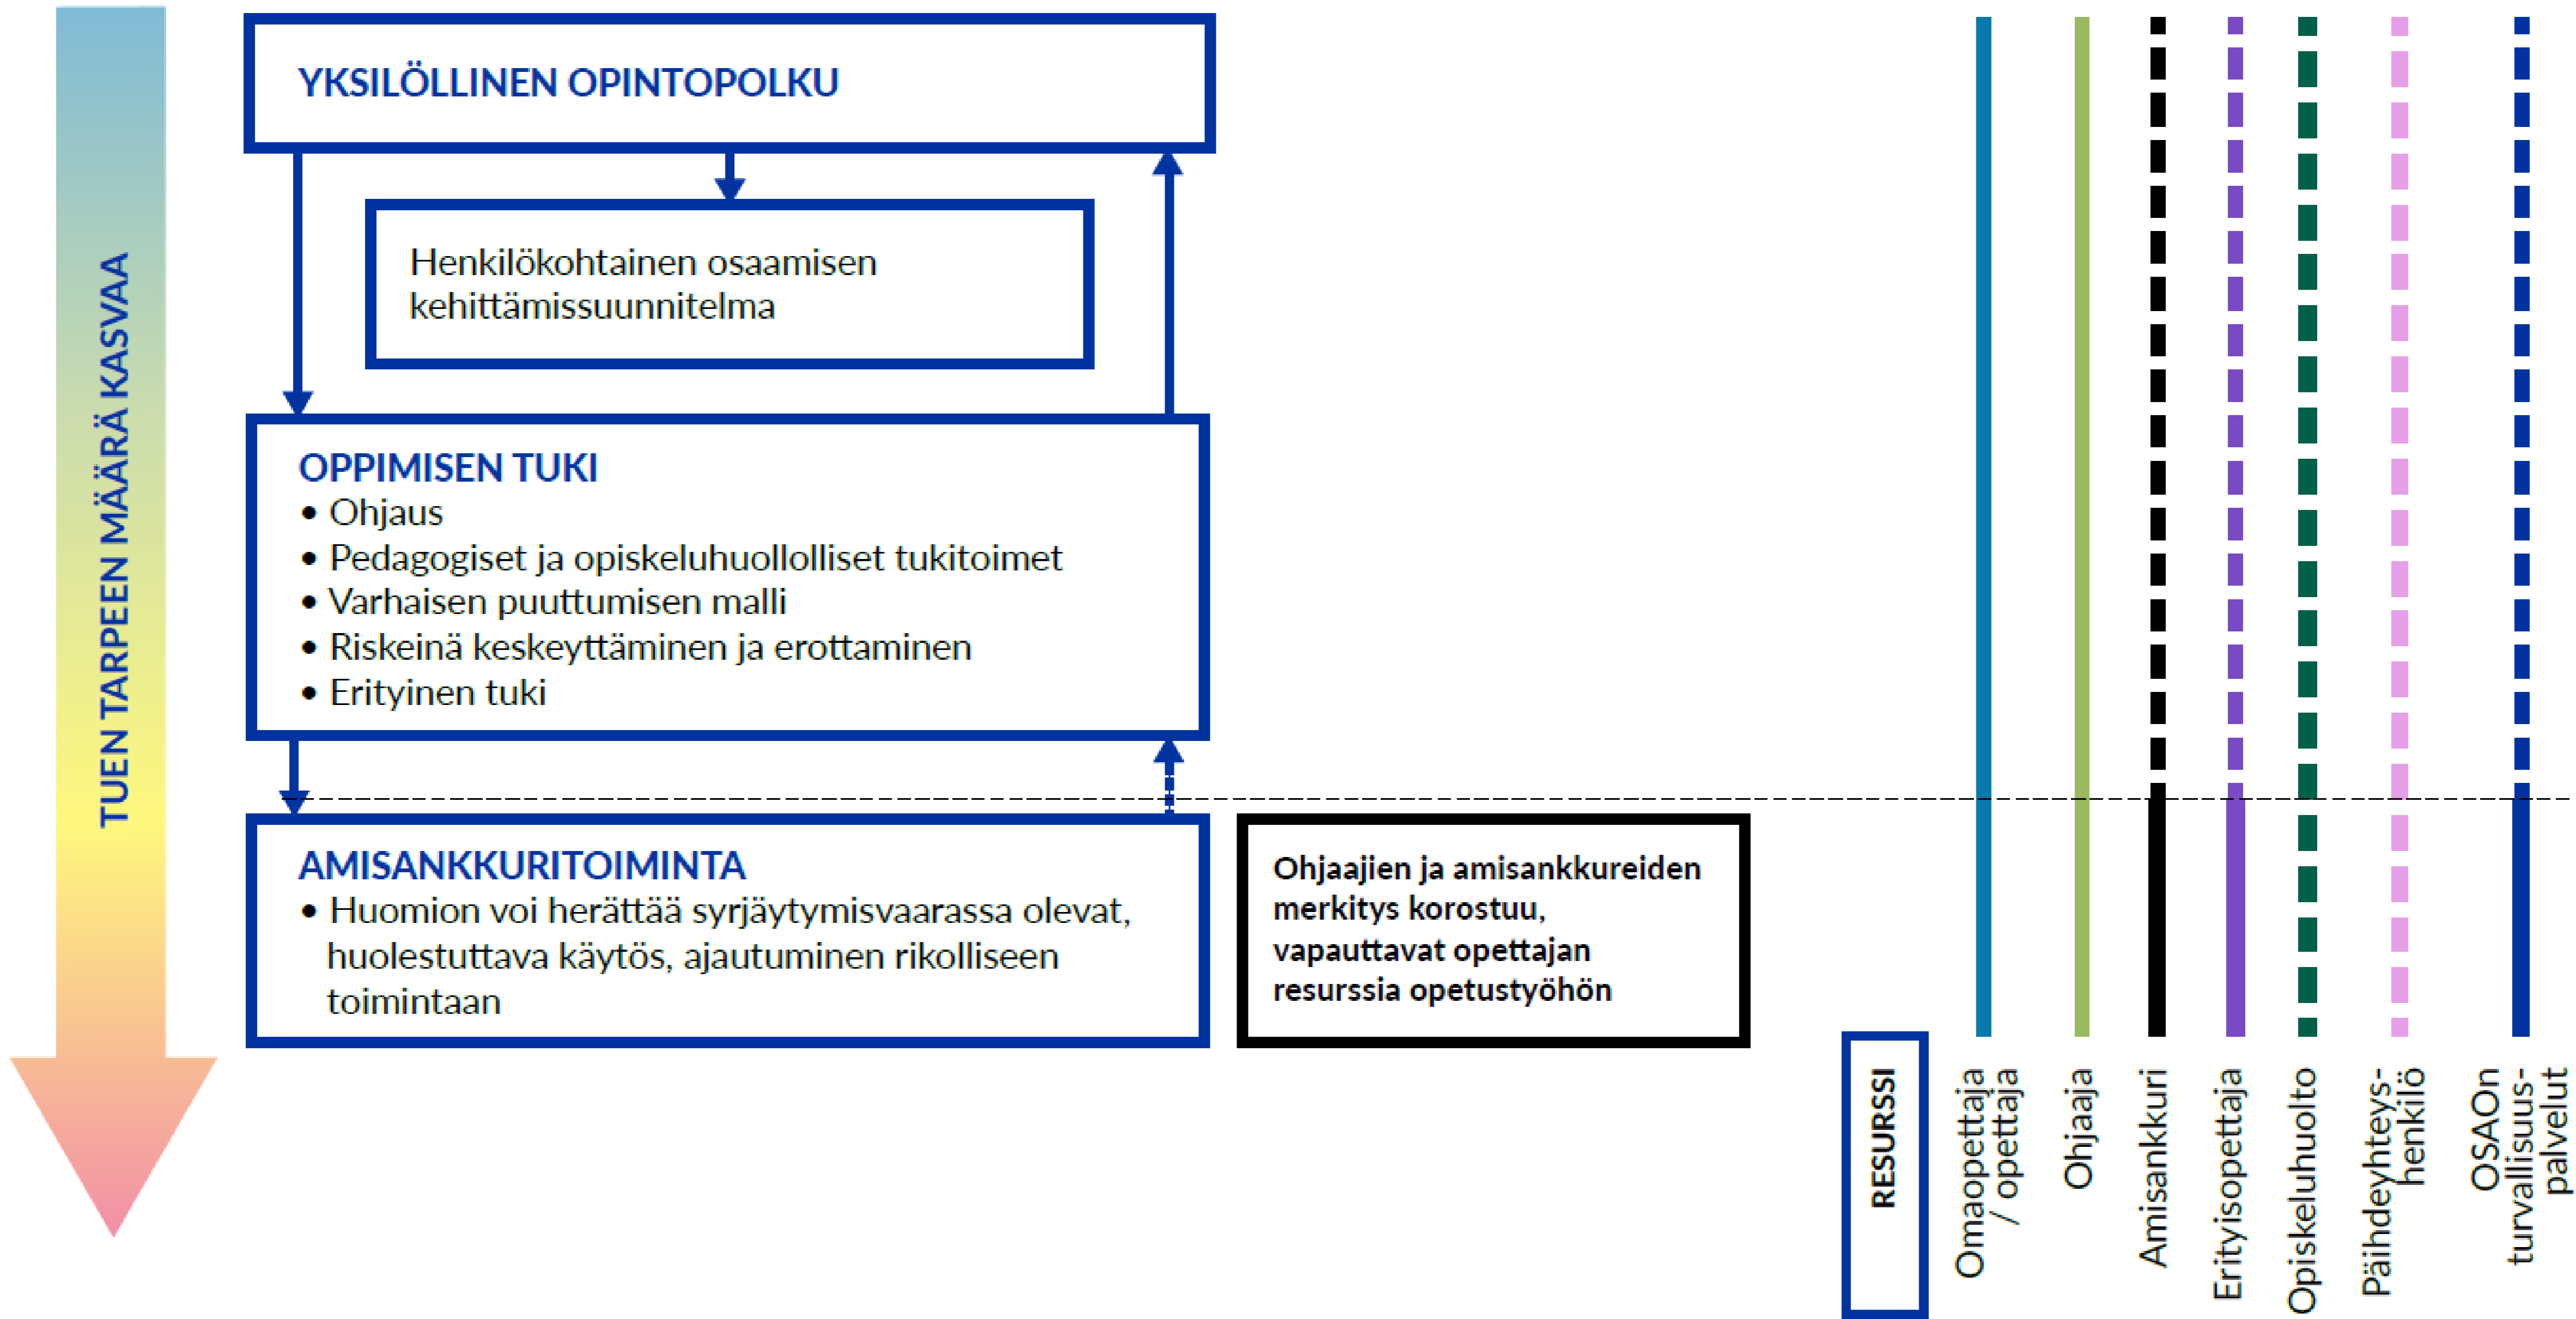 TUEN TARPEEN MÄÄRÄ KASVAA
YKSILÖLLINEN OPINTOPOLKU
Henkilökohtainen osaamisen
kehittämissuunnitelma
OPPIMISEN TUKI
• Ohjaus
• Pedagogiset ja opiskeluhuollolliset tukitoimet
• Varhaisen puuttumisen malli
• Riskeinä keskeyttäminen ja erottaminen
• Erityinen tuki
AMISANKKURITOIMINTA
• Huomion voi herättää syrjäytymisvaarassa olevat,
huolestuttava käytös, ajautuminen rikolliseen
toimintaan
Ohjaajien ja amisankkureiden
merkitys korostuu,
vapauttavat opettajan
resurssia opetustyöhön
RESURSSI
Omaopettaja
/ opettaja
Ohjaaja
Amisankkuri
Erityisopettaja
Opiskeluhuolto
Päihdeyhteys-
henkilö
OSAOn
turvallisuus-
palvelut